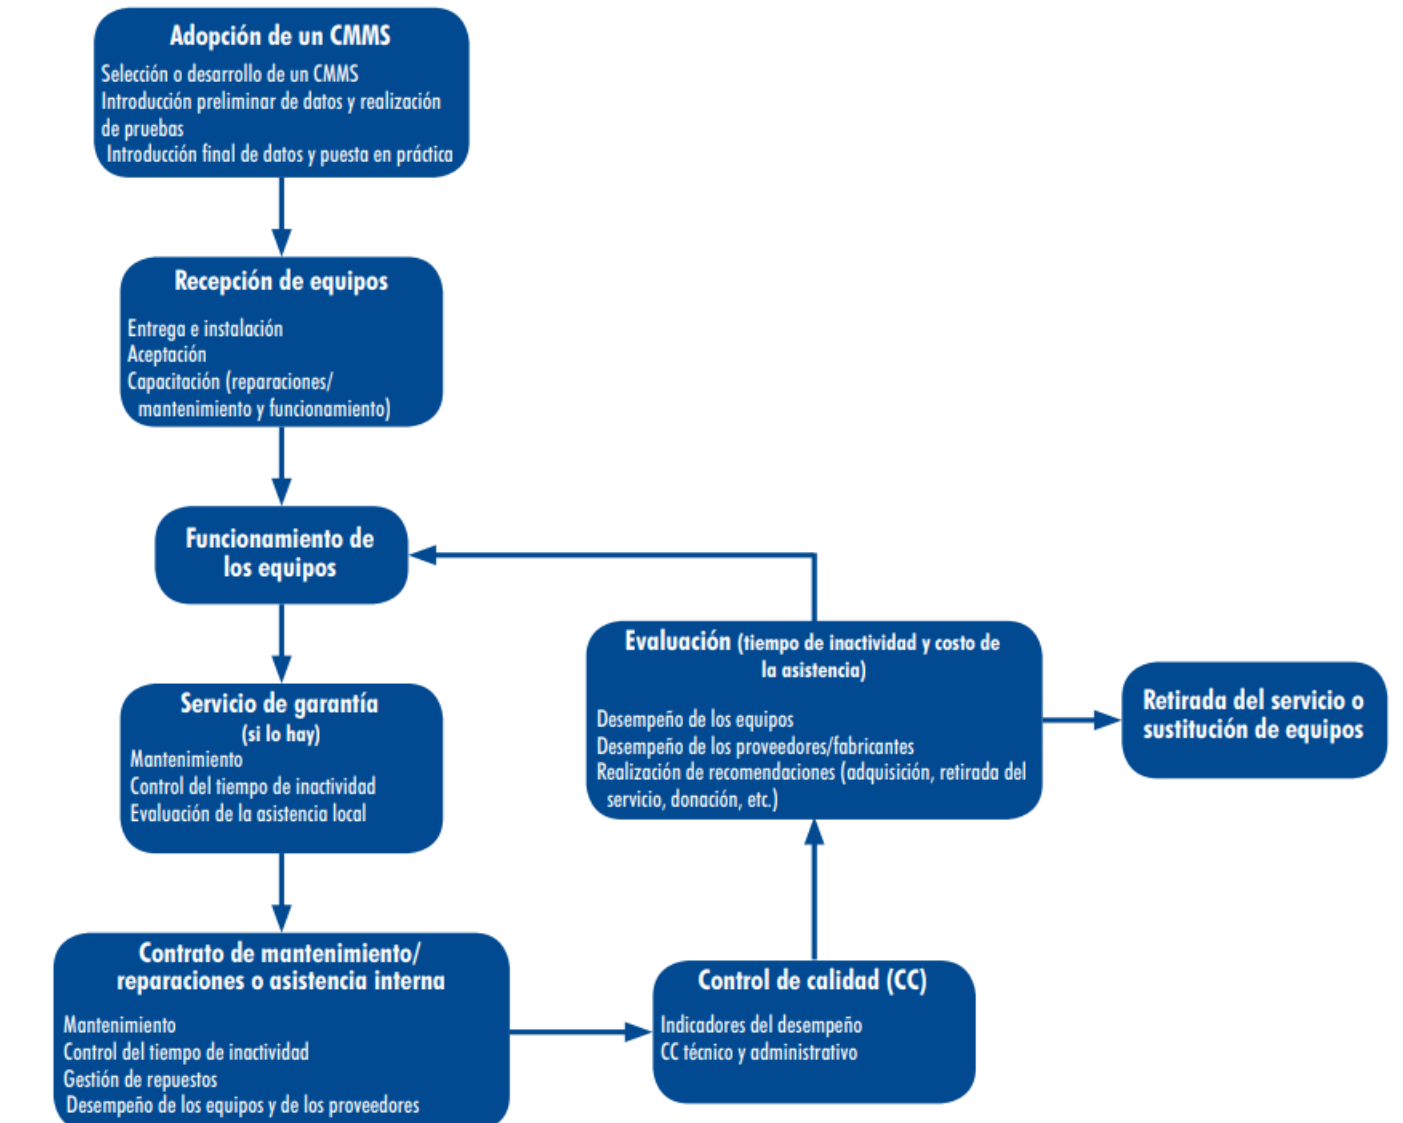 Adopción de un CMMS
Selección o desarrollo de un CMMS
Introducción preliminar de datos y realización
de pruebas
Introducción final de datos y puesta en práctica
Recepción de equipos
Entrega e instalación
Aceptación
Capacitación (reparaciones/
mantenimiento y funcionamiento)
Funcionamiento de
los equipos
Servicio de garantía
(si lo hay)
Mantenimiento
Control del tiempo de inactividad
Evaluación de la asistencia local
Contrato de mantenimiento/
reparaciones o asistencia interna
Mantenimiento
Control del tiempo de inactividad
Gestión de repuestos
Desempeño de los equipos y de los proveedores
Control de calidad (CC)
Indicadores del desempeño
CC técnico y administrativo
Evaluación (tiempo de inactividad y costo de
la asistencia)
Desempeño de los equipos
Desempeño de los proveedores/fabricantes
Realización de recomendaciones (adquisición, retirada del
servicio, donación, etc.)
Retirada del servicio o
sustitución de equipos